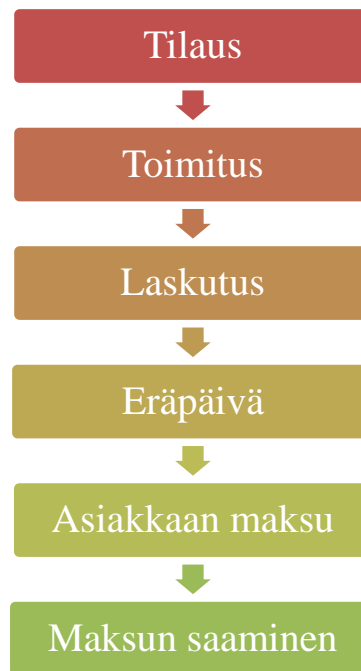 Tilaus
Toimitus
Laskutus
Eräpäivä
Asiakkaan maksu
Maksun saaminen